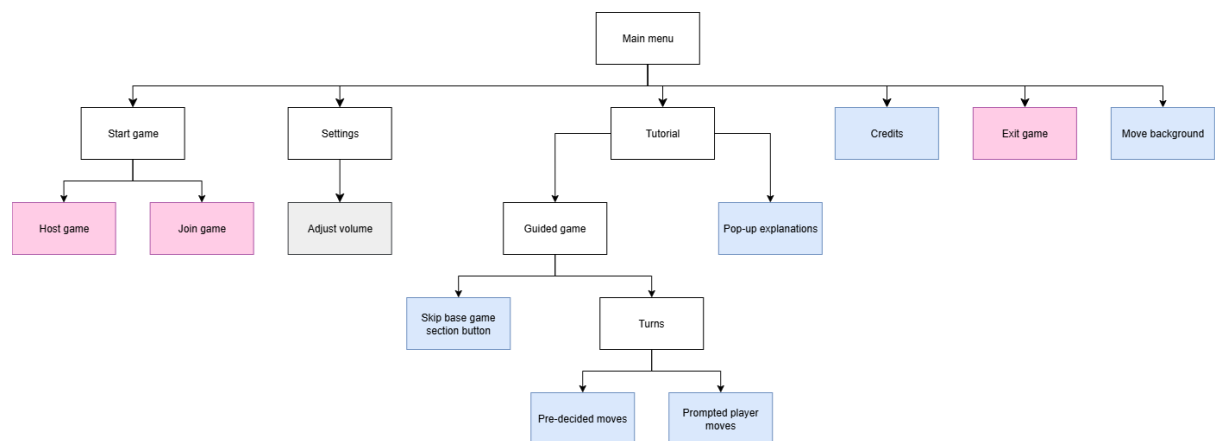 Main menu
Start game
Settings
Tutorial
Credits
Exit game
Move background
Host game
Join game
Adjust volume
Guided game
Pop-up explanations
Skip base game
section button
Turns
Pre-decided moves
Prompted player
moves